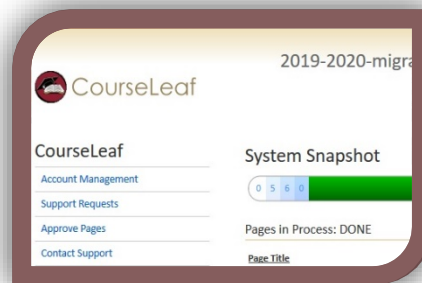 2019-2020-migra
CourseLeaf
CourseLeaf
Account Management
Support Requests
Approve Pages
Contact Support
System Snapshot
0 5 6 0
Pages in Process: DONE
Page Title